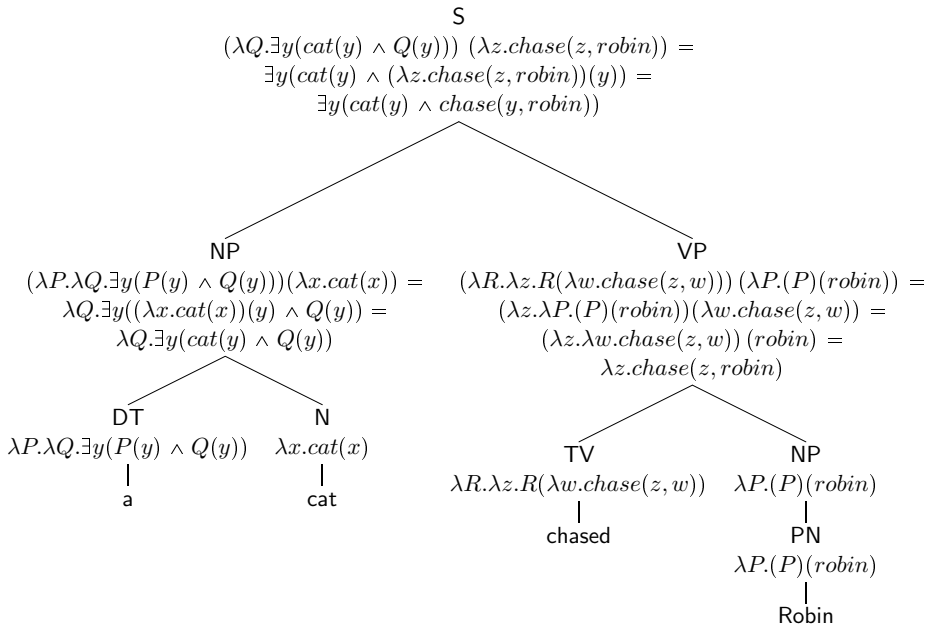 S
(λQ.∃y(cat(y) ∧ Q(y))) (λz.chase(z, robin)) =
∃y(cat(y) ∧ (λz.chase(z, robin))(y)) =
∃y(cat(y) ∧ chase(y, robin))
NP
(λP.λQ.∃y(P(y) ∧ Q(y)))(λx.cat(x)) =
λQ.∃y((λx.cat(x))(y) ∧ Q(y)) =
λQ.∃y(cat(y) ∧ Q(y))
VP
(λR.λz.R(λw.chase(z, w))) (λP.(P)(robin)) =
(λz.λP.(P)(robin))(λw.chase(z, w)) =
(λz.λw.chase(z, w)) (robin) =
λz.chase(z, robin)
DT
λP.λQ.∃y(P(y) ∧ Q(y))
a
N
λx.cat(x)
cat
TV
λR.λz.R(λw.chase(z, w))
chased
NP
λP.(P)(robin)
PN
λP.(P)(robin)
Robin